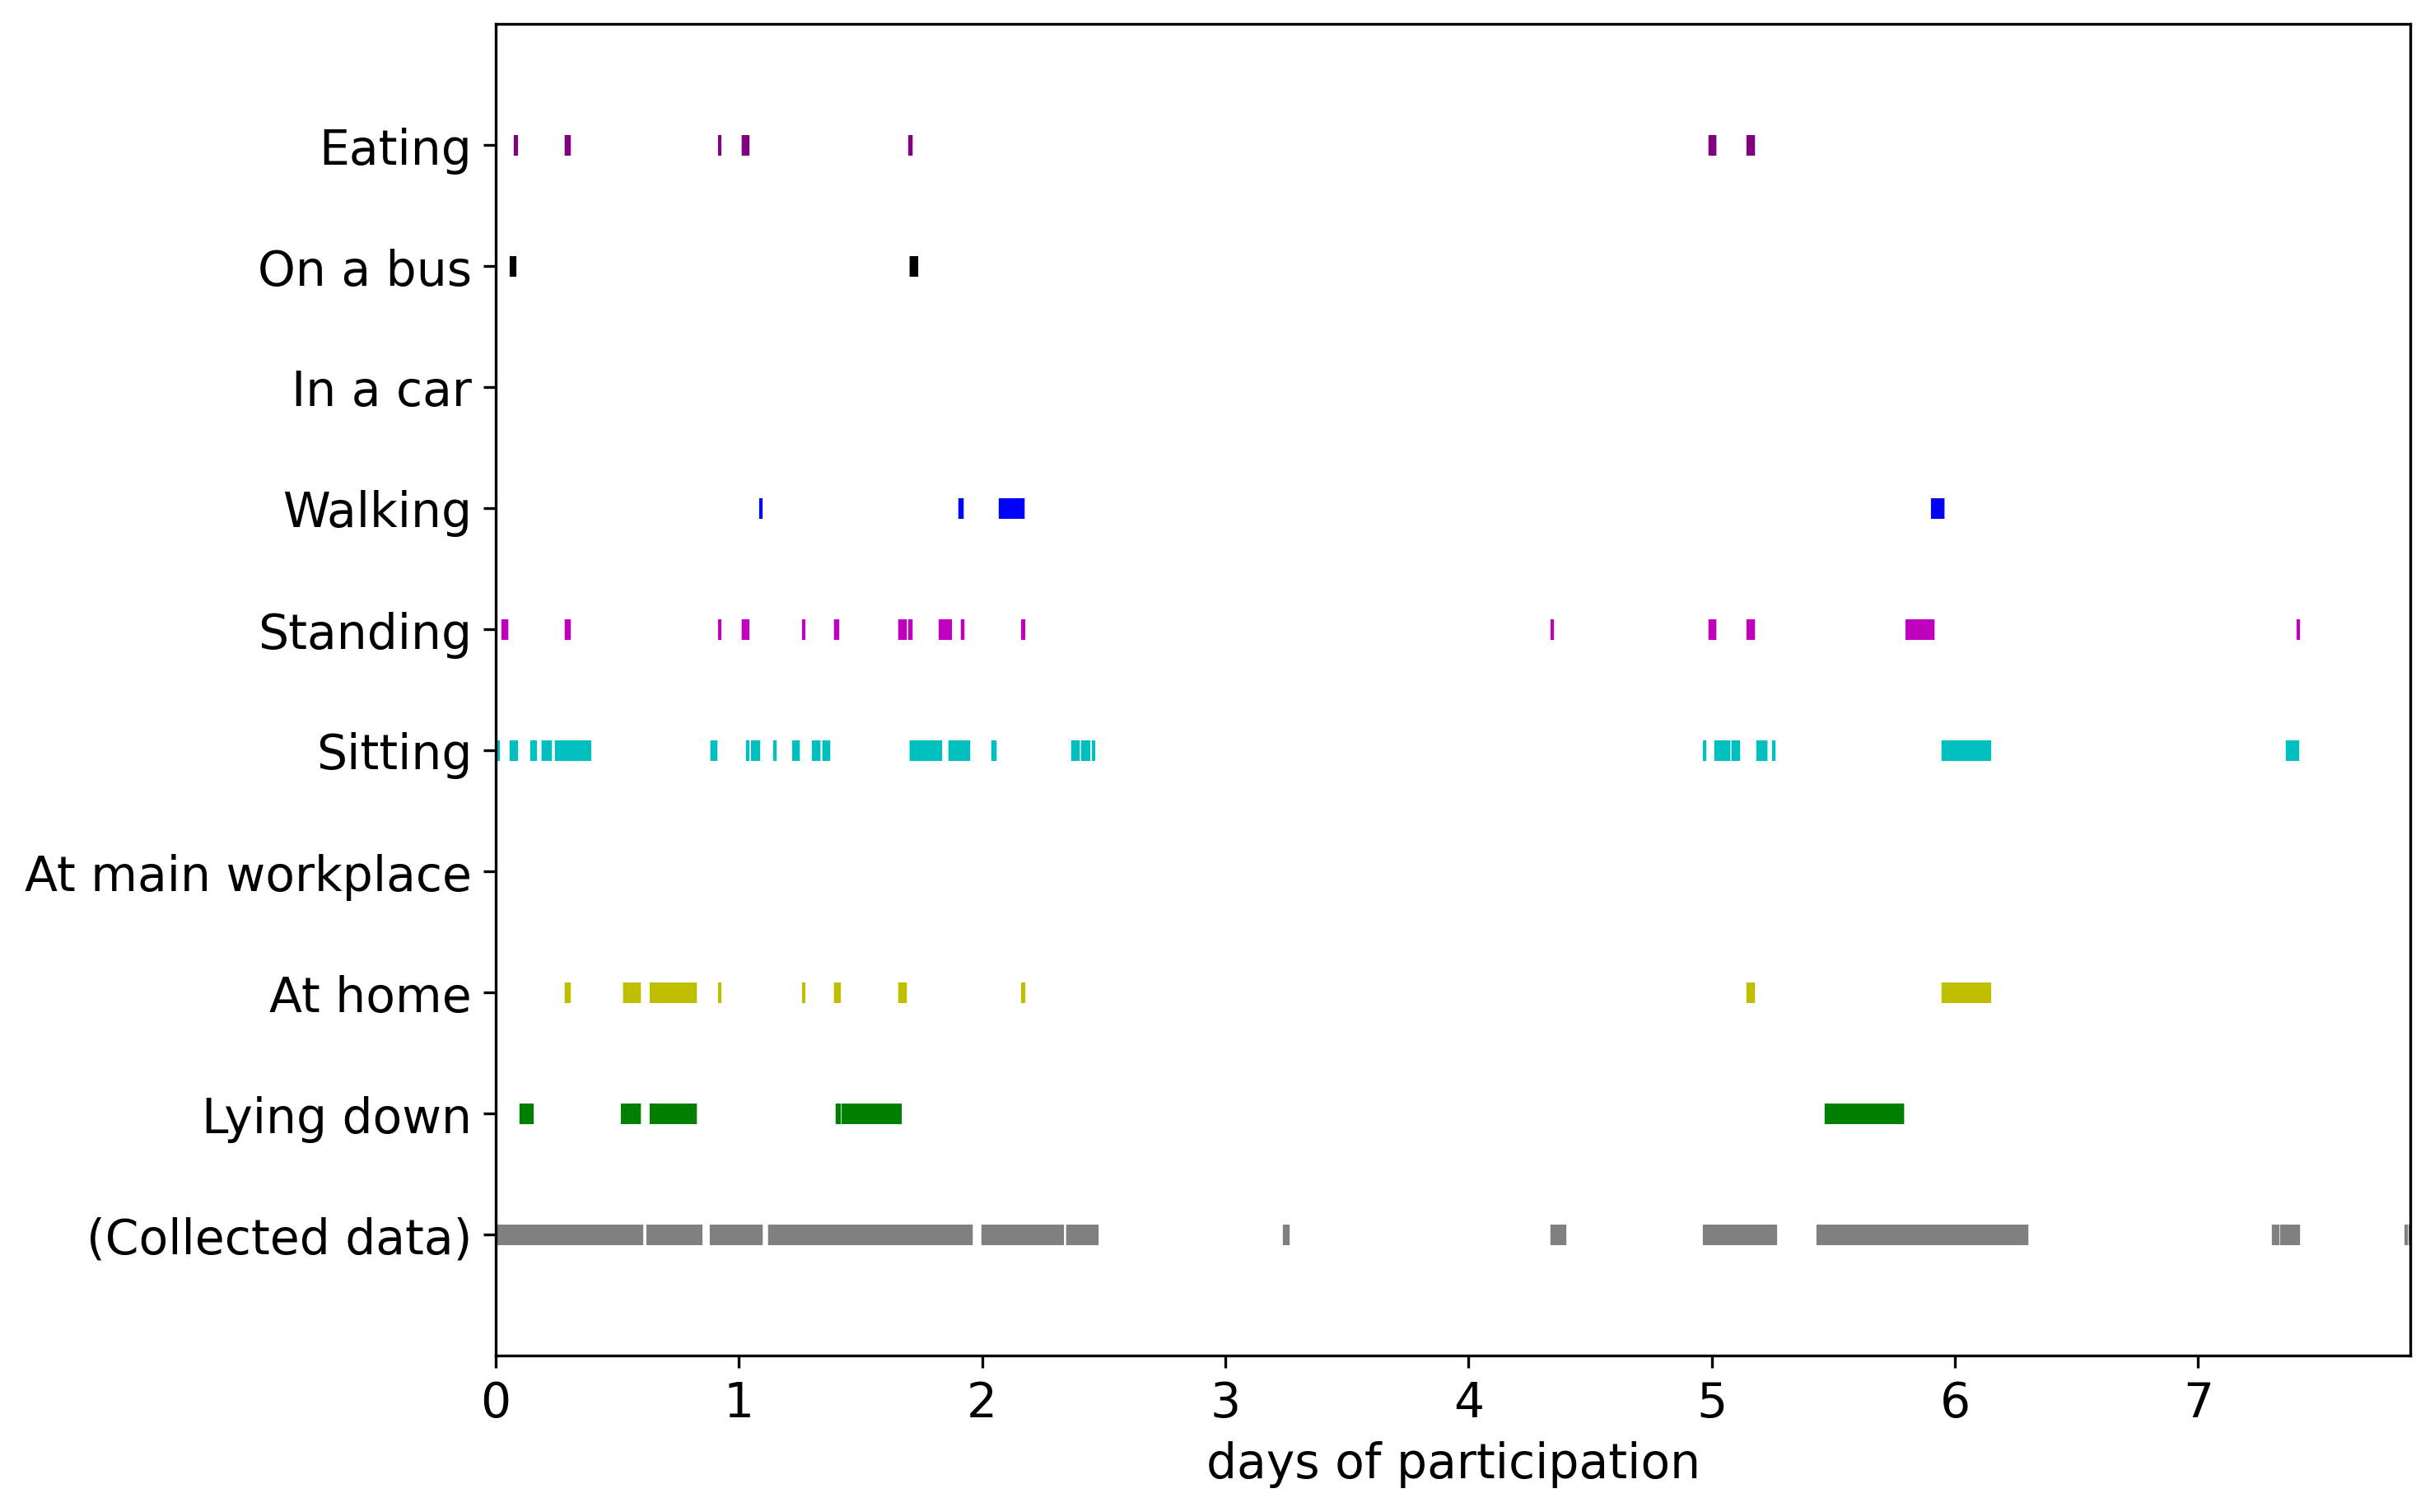 Eating
On a bus
In a car
Walking
Standing
Sitting
At main workplace
At home
Lying down
(Collected data)
0 1 2 3 4 5 6 7
days of participation